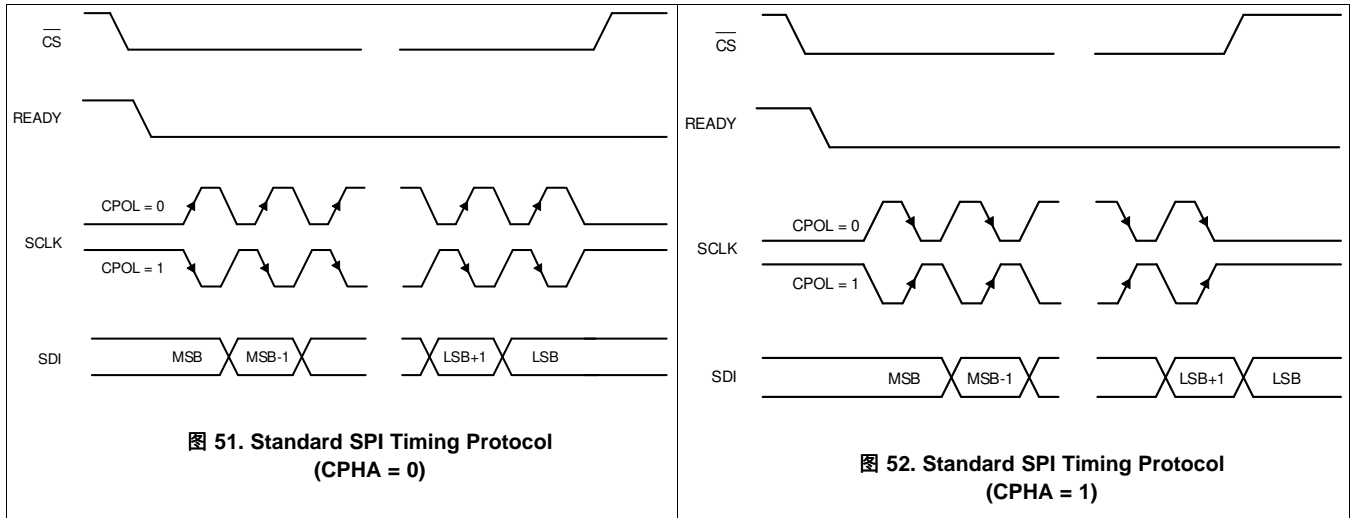 CS
READY
CPOL = 0
SCLK
CPOL = 1
SDI
MSB
MSB-1
LSB+1
LSB
图 51. Standard SPI Timing Protocol
(CPHA = 0)
CS
READY
CPOL = 0
SCLK
CPOL = 1
SDI
MSB
MSB-1
LSB+1
LSB
图 52. Standard SPI Timing Protocol
(CPHA = 1)